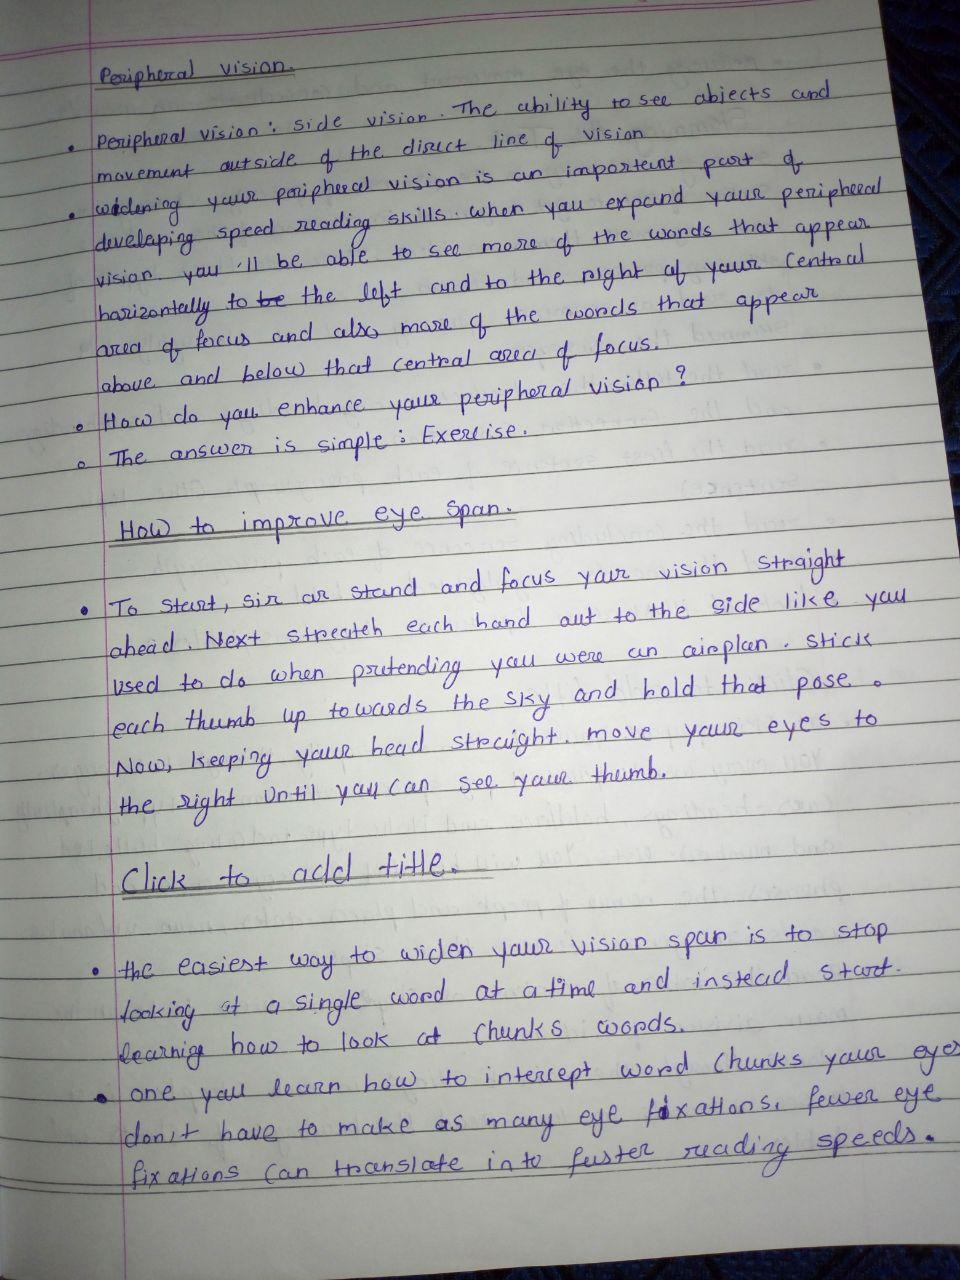 Peripheral vision.
• Peripheral vision : side vision. The ability to see abjects and
movement outside of the direct line of vision
• widening your peripheral vision is an important part of
developing speed reading skills. when you expand your peripheral
vision you 'll be able to see more of the words that appear
horizontally to be the left and to the right of your Central
area of focus and also more of the words that appear
above and below that central area of focus.
• How do you enhance your peripheral vision ?
• The answer is simple : Exercise.
How to improve eye span.
• To start, sir or stand and focus your vision straight
ahead. Next streatch each hand out to the side like you
used to do when pretending you were an airplan. stick
each thumb up towards the sky and hold that pose.
Now, keeping your head straight. move your eyes to
the right until you can see your thumb.
Click to add title.
• the easiest way to widen your vision span is to stop
looking at a single word at a time and instead start.
learnig how to look at Chunks words.
• one you learn how to intercept word Chunks your eyes
don,t have to make as many eye fixations. fewer eye
fixations can translate into faster reading speeds.